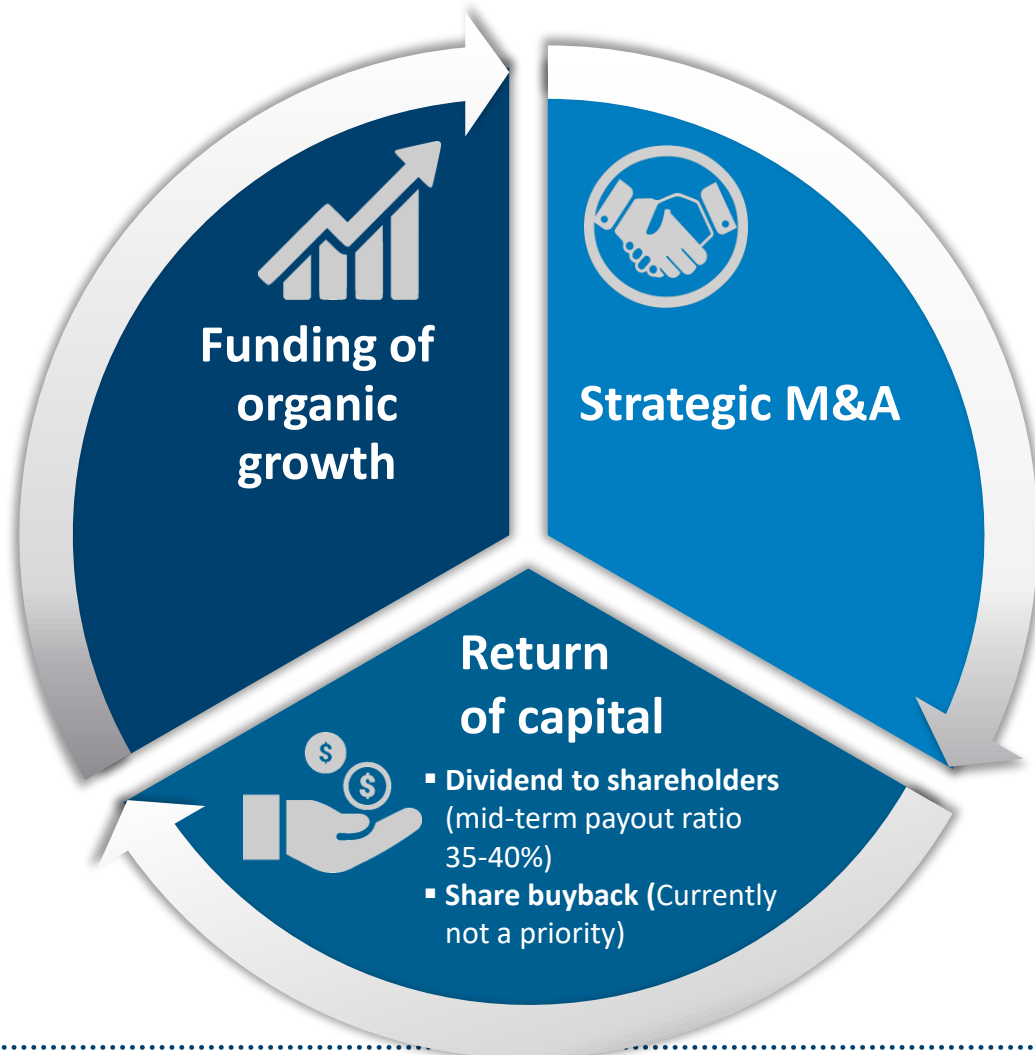 Funding of
organic
growth
Strategic M&A
Return
of capital
$
$
▪ Dividend to shareholders
(mid-term payout ratio
35-40%)
▪ Share buyback (Currently
not a priority)